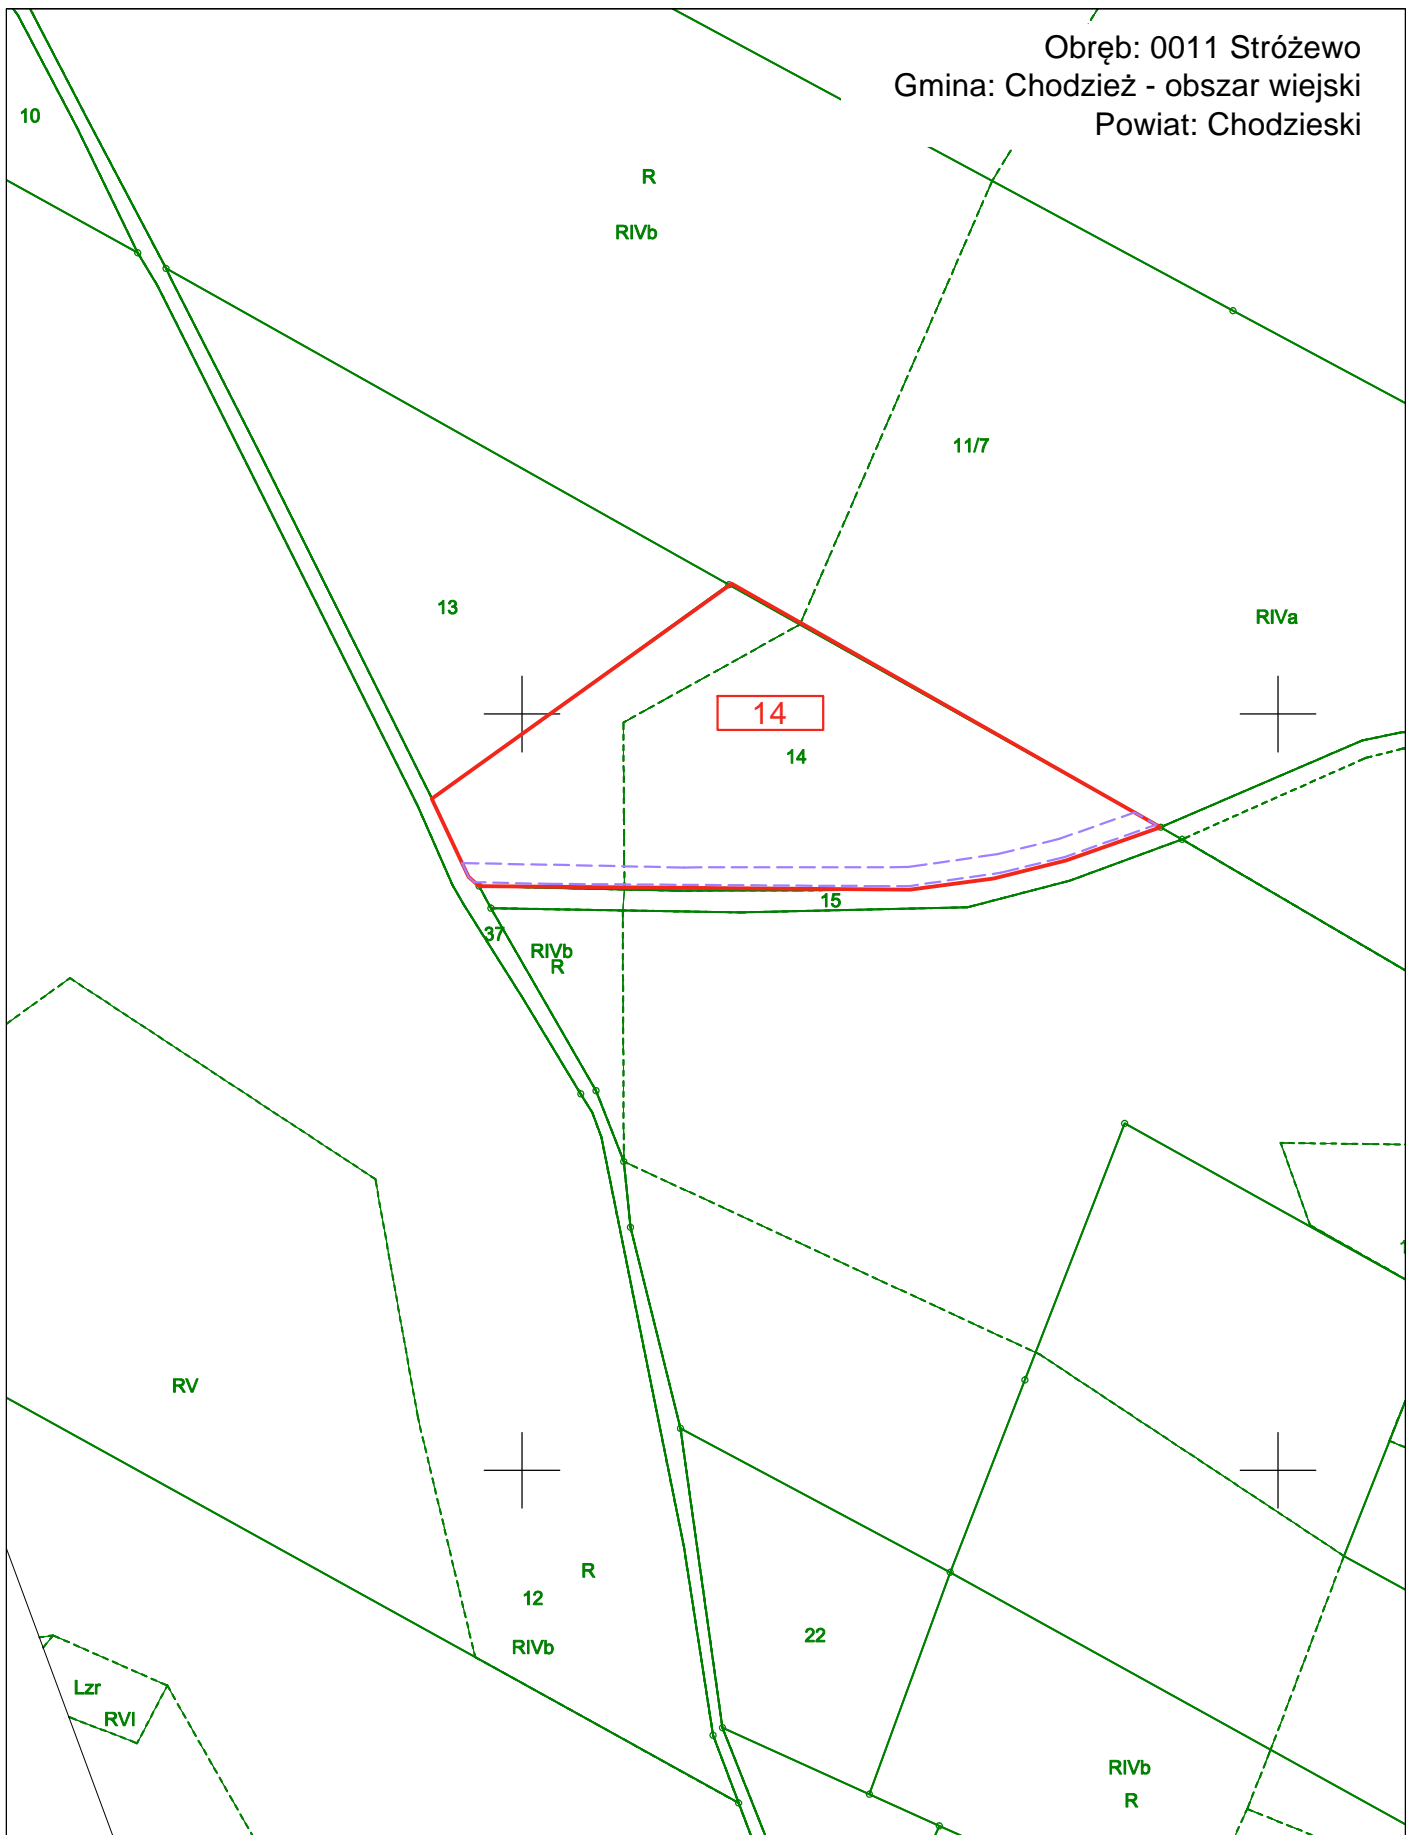 Obręb: 0011 Stróżewo
Gmina: Chodzież - obszar wiejski
Powiat: Chodzieski
10
R
RIVb
11/7
13
RIVa
14
14
15
37
RIVb
R
RV
R
12
RIVb
22
Lzr
RVI
RIVb
R